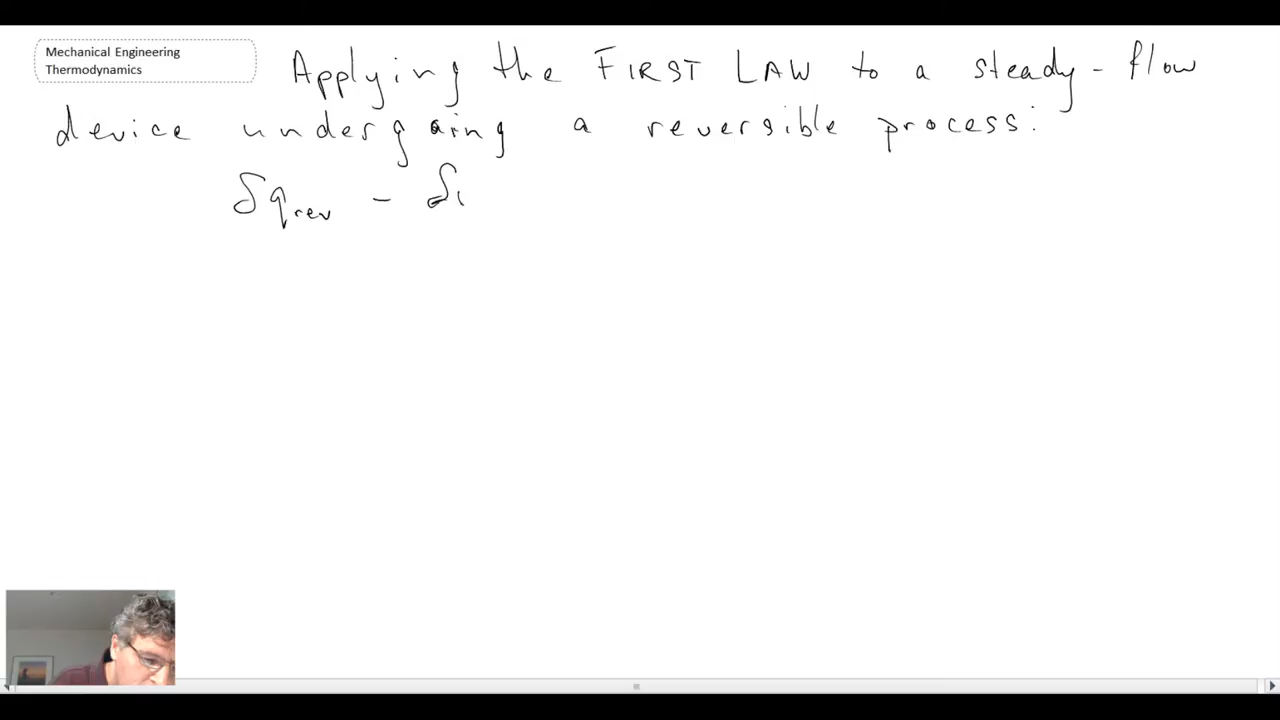 Mechanical Engineering
Thermodynamics
Applying the FIRST LAW to a steady-flow
device undergoing a reversible process:
δq_rev - δ